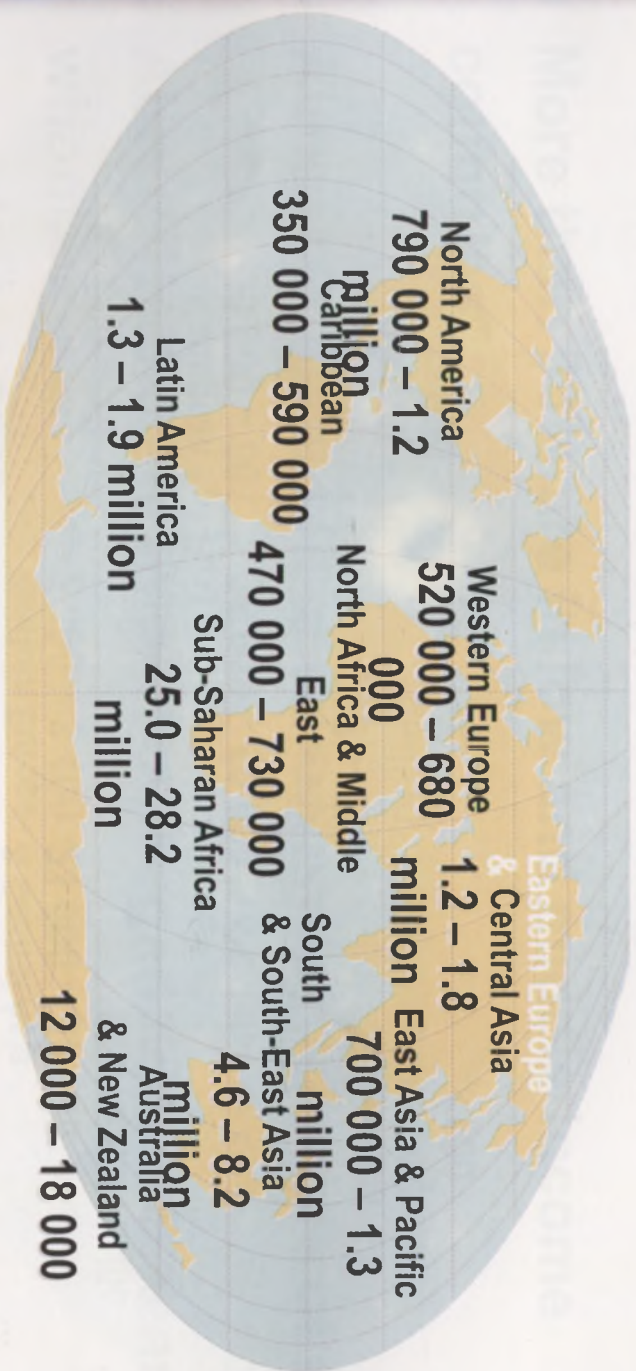 North America
790 000 – 1.2
million
Caribbean
350 000 – 590 000
Latin America
1.3 – 1.9 million
Western Europe
520 000 – 680
000
North Africa & Middle
East
470 000 – 730 000
Sub-Saharan Africa
25.0 – 28.2
million
Eastern Europe
& Central Asia
1.2 – 1.8
million
East Asia & Pacific
700 000 – 1.3
million
South
& South-East Asia
4.6 – 8.2
million
Australia
& New Zealand
12 000 – 18 000